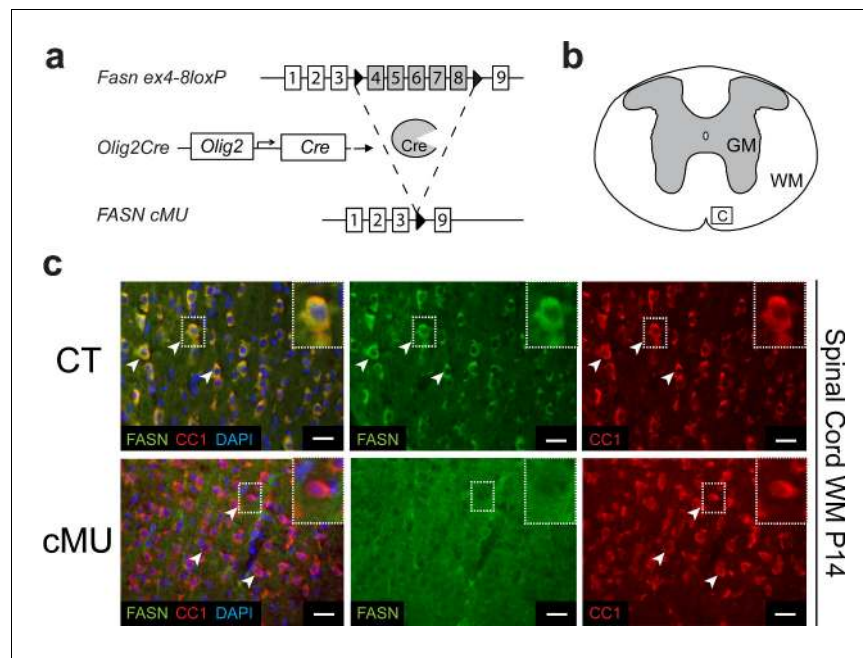 a
Fasn ex4-8loxP
1 2 3 4 5 6 7 8 9
Olig2Cre Olig2 Cre Cre
FASN cMU
1 2 3 9
b
GM
WM
C
c
CT
FASN CC1 DAPI
FASN
CC1
cMU
FASN CC1 DAPI
FASN
CC1
Spinal Cord WM P14